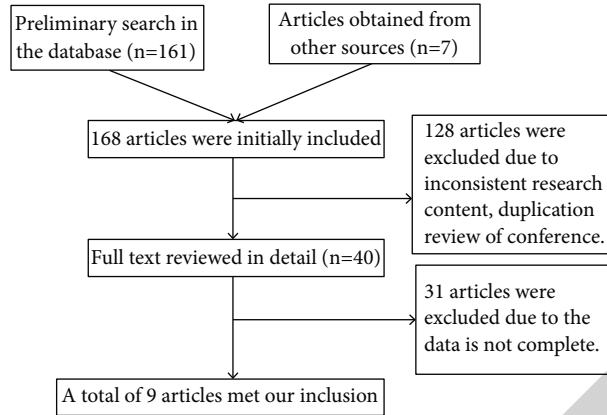 Preliminary search in
the database (n=161)
Articles obtained from
other sources (n=7)
168 articles were initially included
128 articles were
excluded due to
inconsistent research
content, duplication
review of conference.
Full text reviewed in detail (n=40)
31 articles were
excluded due to the
data is not complete.
A total of 9 articles met our inclusion